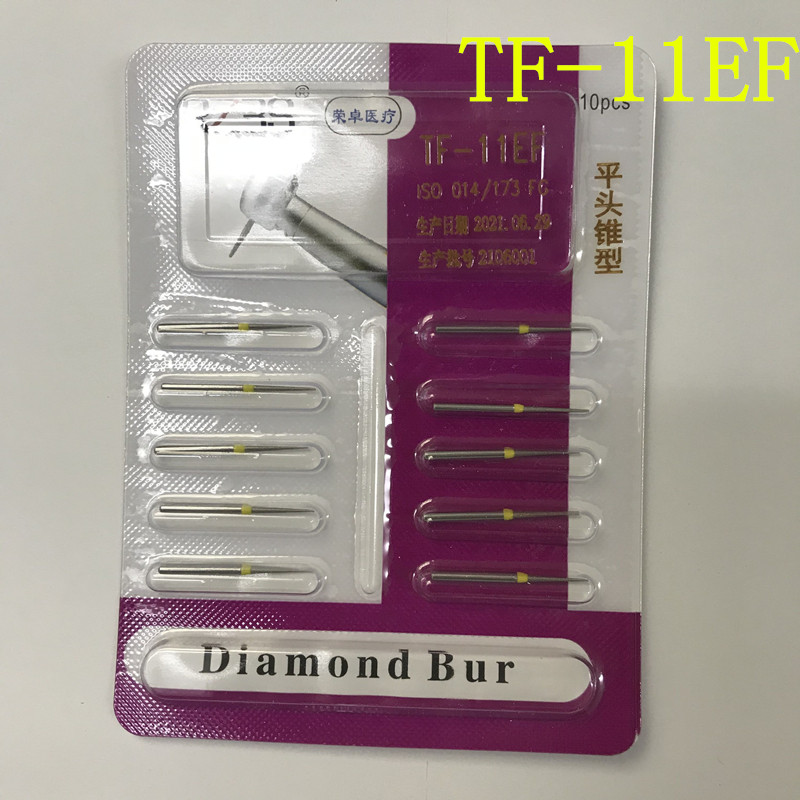 TF-11EF
10pcs
®
荣卓医疗
TF-11EF
ISO 014/173 FG
生产日期 2021.06.29
生产批号 2106001
平头锥型
Diamond Bur